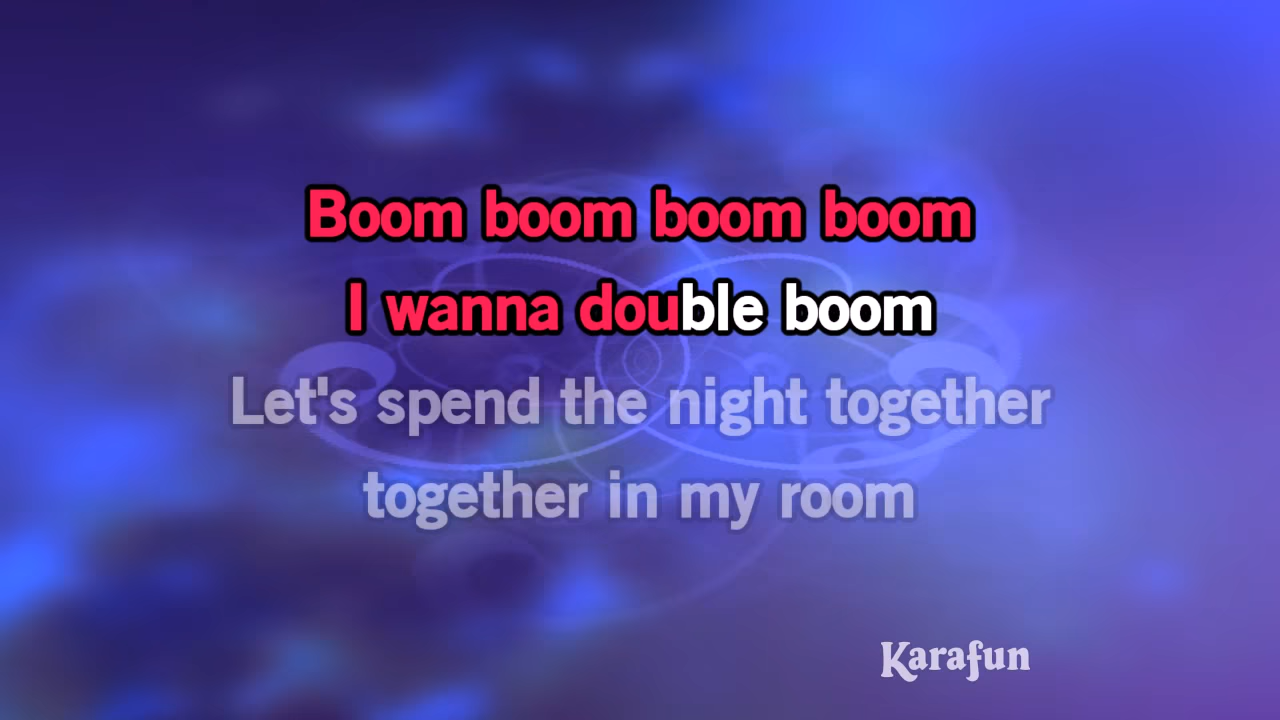 Boom boom boom boom
I wanna double boom
Let's spend the night together
together in my room
Karafun